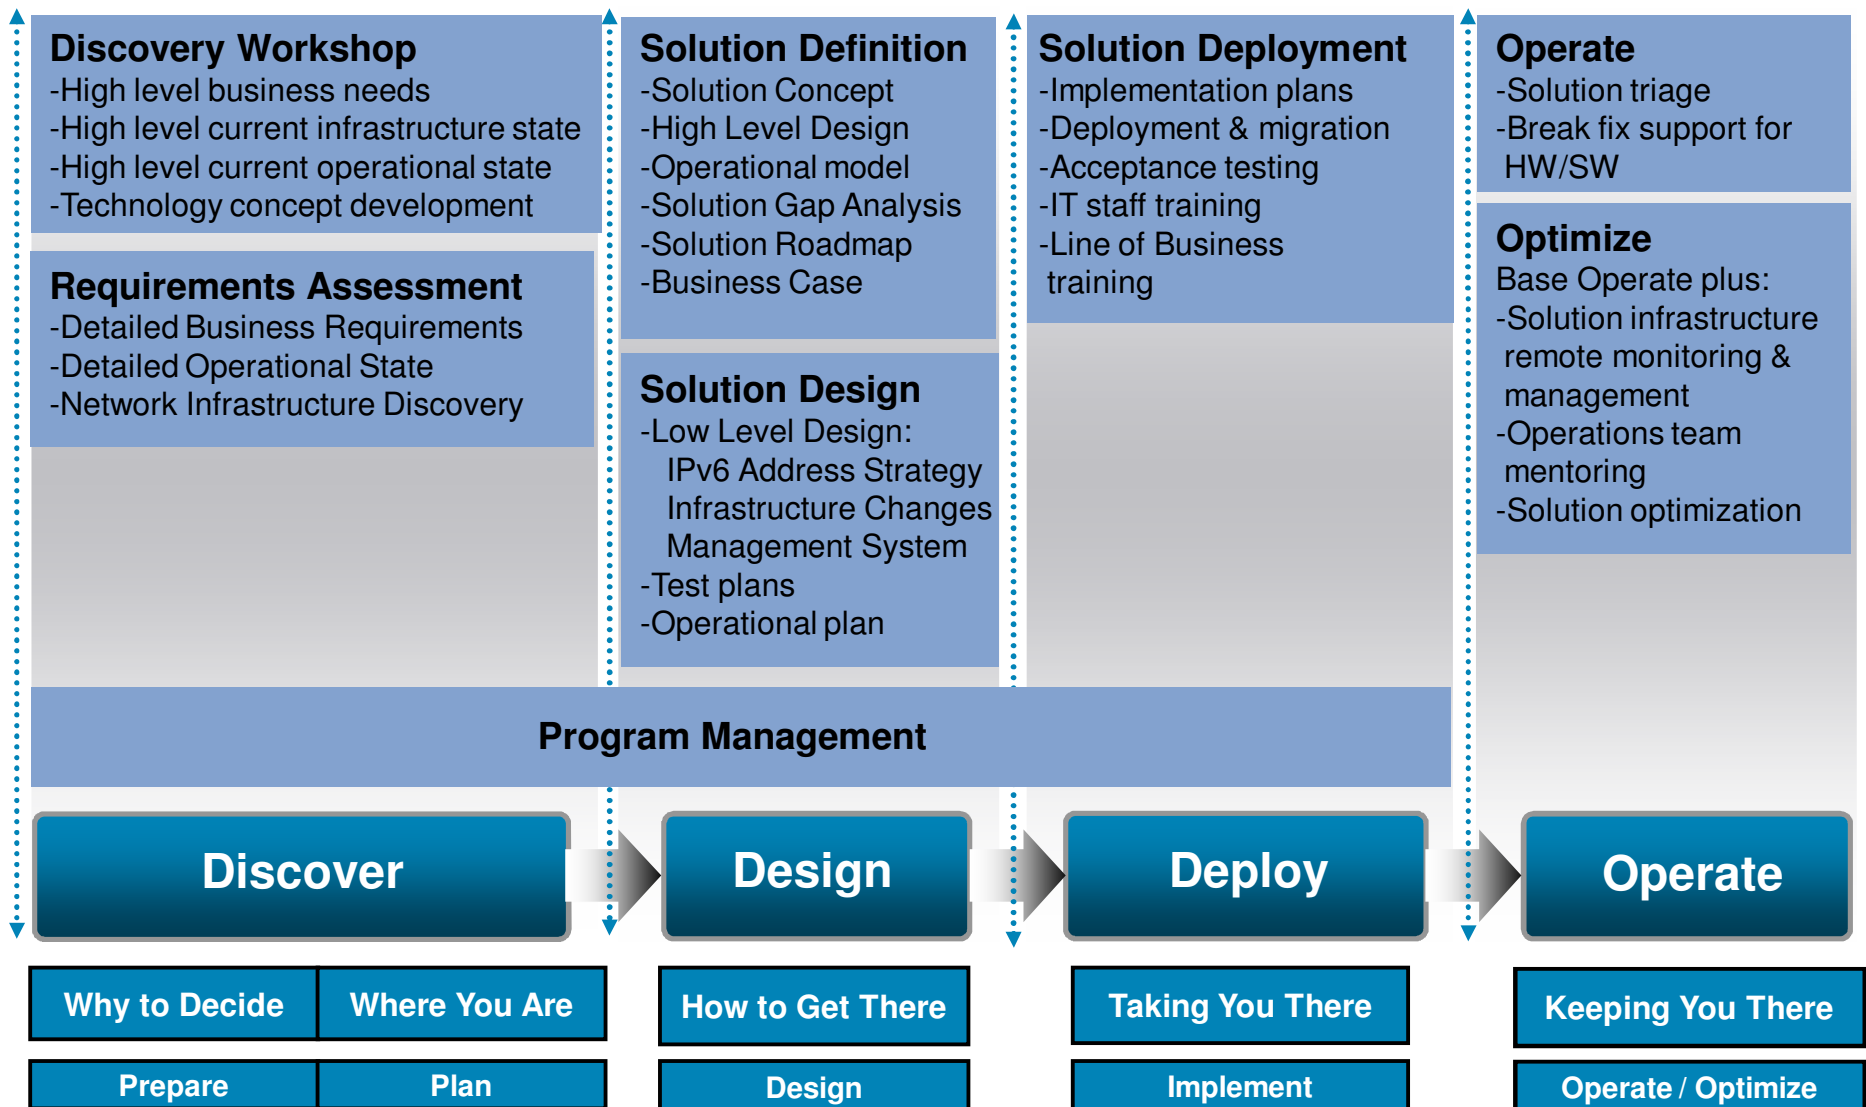 Discovery Workshop
-High level business needs
-High level current infrastructure state
-High level current operational state
-Technology concept development
Requirements Assessment
-Detailed Business Requirements
-Detailed Operational State
-Network Infrastructure Discovery
Solution Definition
-Solution Concept
-High Level Design
-Operational model
-Solution Gap Analysis
-Solution Roadmap
-Business Case
Solution Design
-Low Level Design:
IPv6 Address Strategy
Infrastructure Changes
Management System
-Test plans
-Operational plan
Solution Deployment
-Implementation plans
-Deployment & migration
-Acceptance testing
-IT staff training
-Line of Business
training
Operate
-Solution triage
-Break fix support for
HW/SW
Optimize
Base Operate plus:
-Solution infrastructure
remote monitoring &
management
-Operations team
mentoring
-Solution optimization
Program Management
Discover
Design
Deploy
Operate
Why to Decide
Where You Are
How to Get There
Taking You There
Keeping You There
Prepare
Plan
Design
Implement
Operate / Optimize